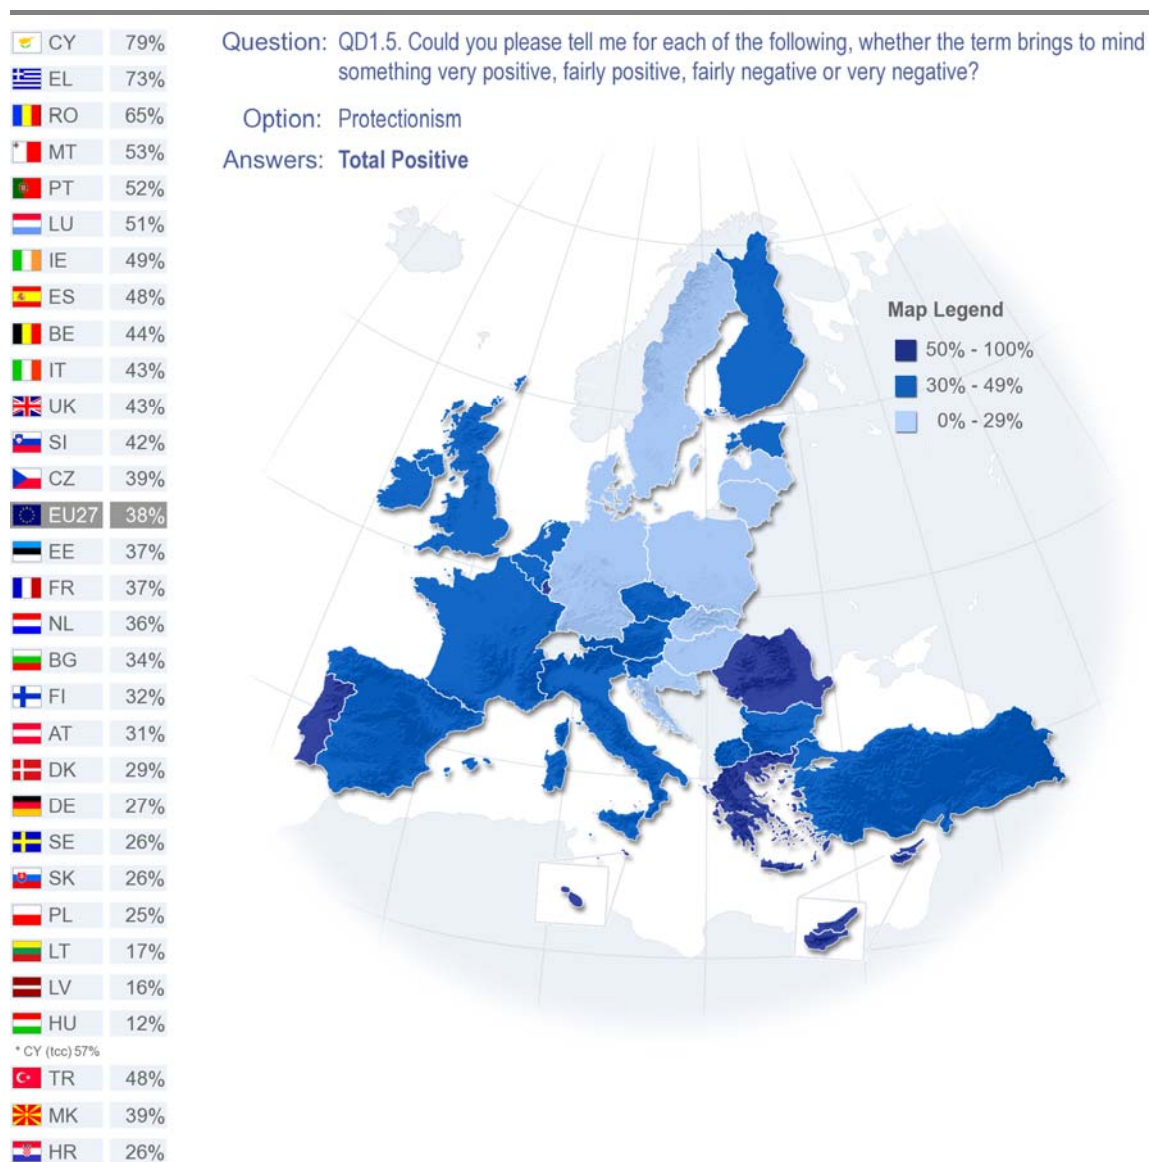 CY 79%
EL 73%
RO 65%
MT 53%
PT 52%
LU 51%
IE 49%
ES 48%
BE 44%
IT 43%
UK 43%
SI 42%
CZ 39%
EU27 38%
EE 37%
FR 37%
NL 36%
BG 34%
FI 32%
AT 31%
DK 29%
DE 27%
SE 26%
SK 26%
PL 25%
LT 17%
LV 16%
HU 12%
* CY (tcc) 57%
TR 48%
MK 39%
HR 26%
Question: QD1.5. Could you please tell me for each of the following, whether the term brings to mind
something very positive, fairly positive, fairly negative or very negative?
Option: Protectionism
Answers: Total Positive
Map Legend
50% - 100%
30% - 49%
0% - 29%